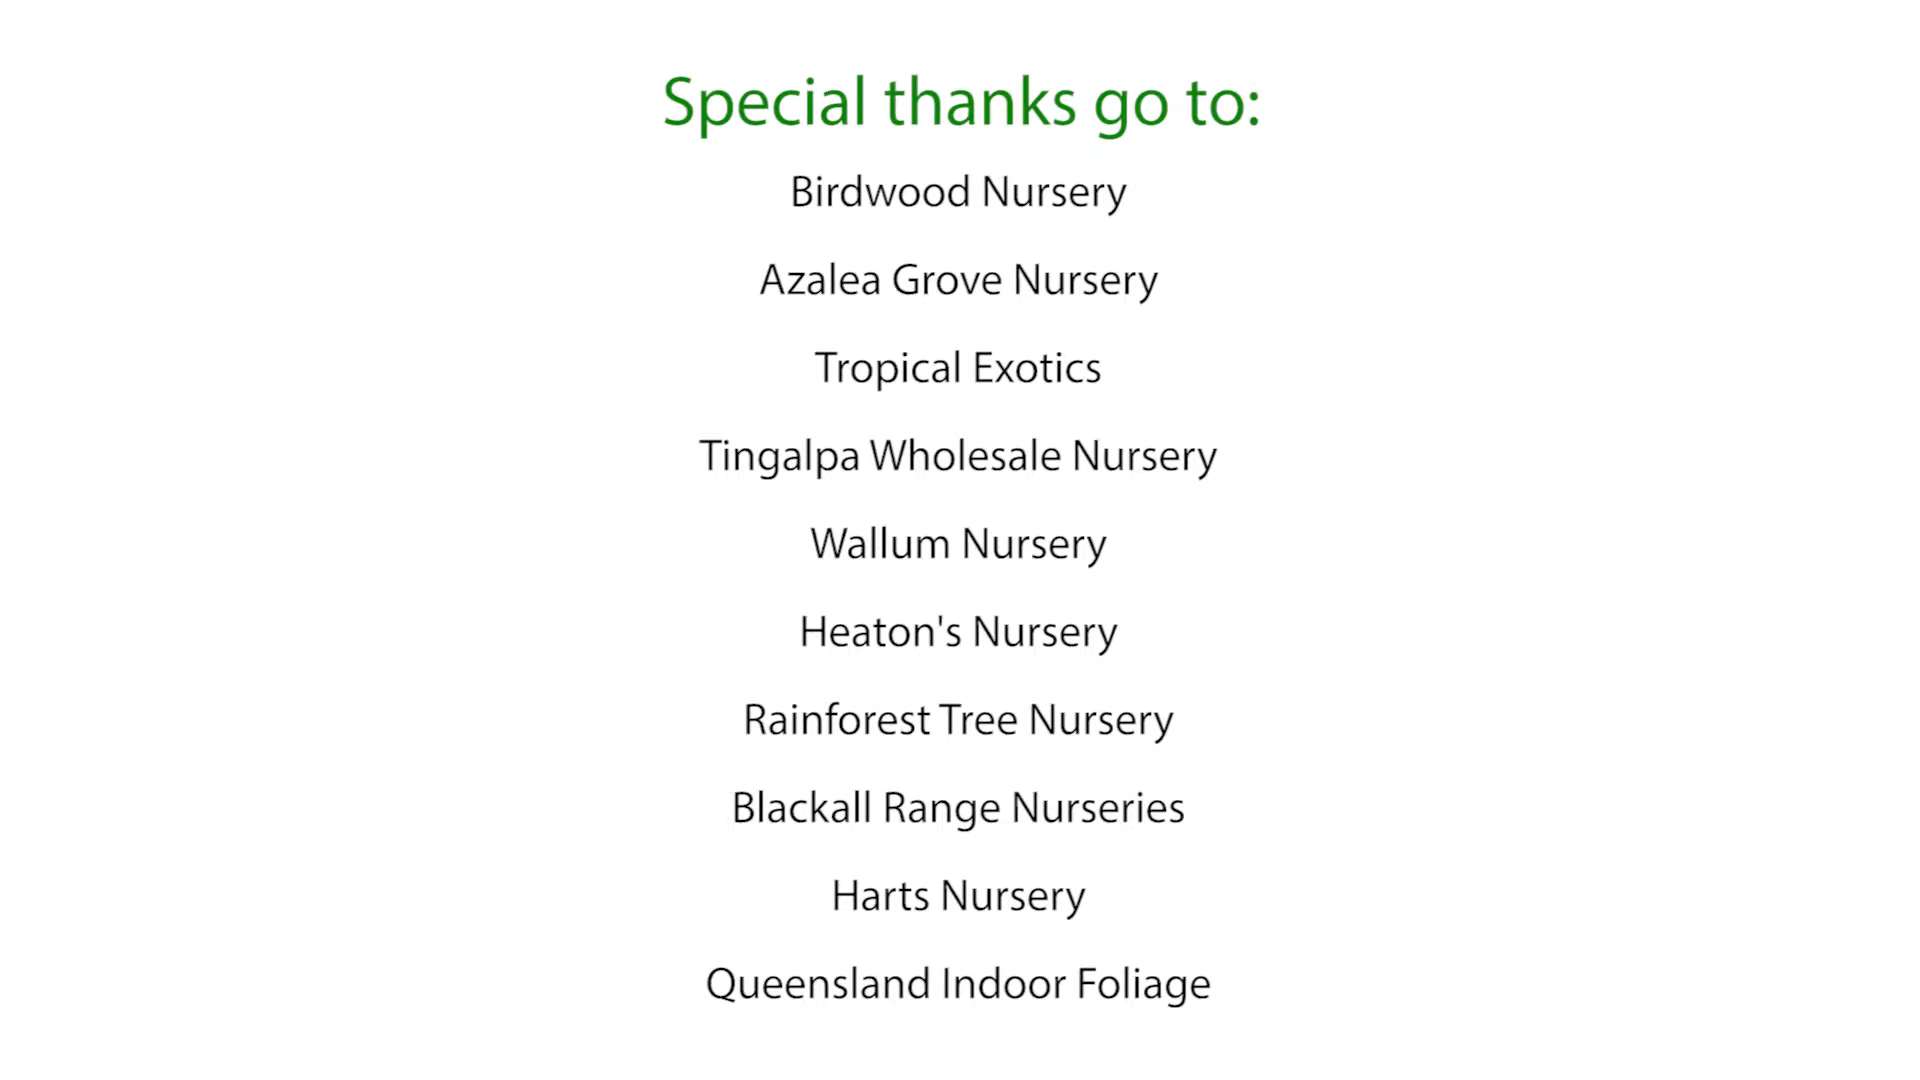 Special thanks go to:
Birdwood Nursery
Azalea Grove Nursery
Tropical Exotics
Tingalpa Wholesale Nursery
Wallum Nursery
Heaton's Nursery
Rainforest Tree Nursery
Blackall Range Nurseries
Harts Nursery
Queensland Indoor Foliage